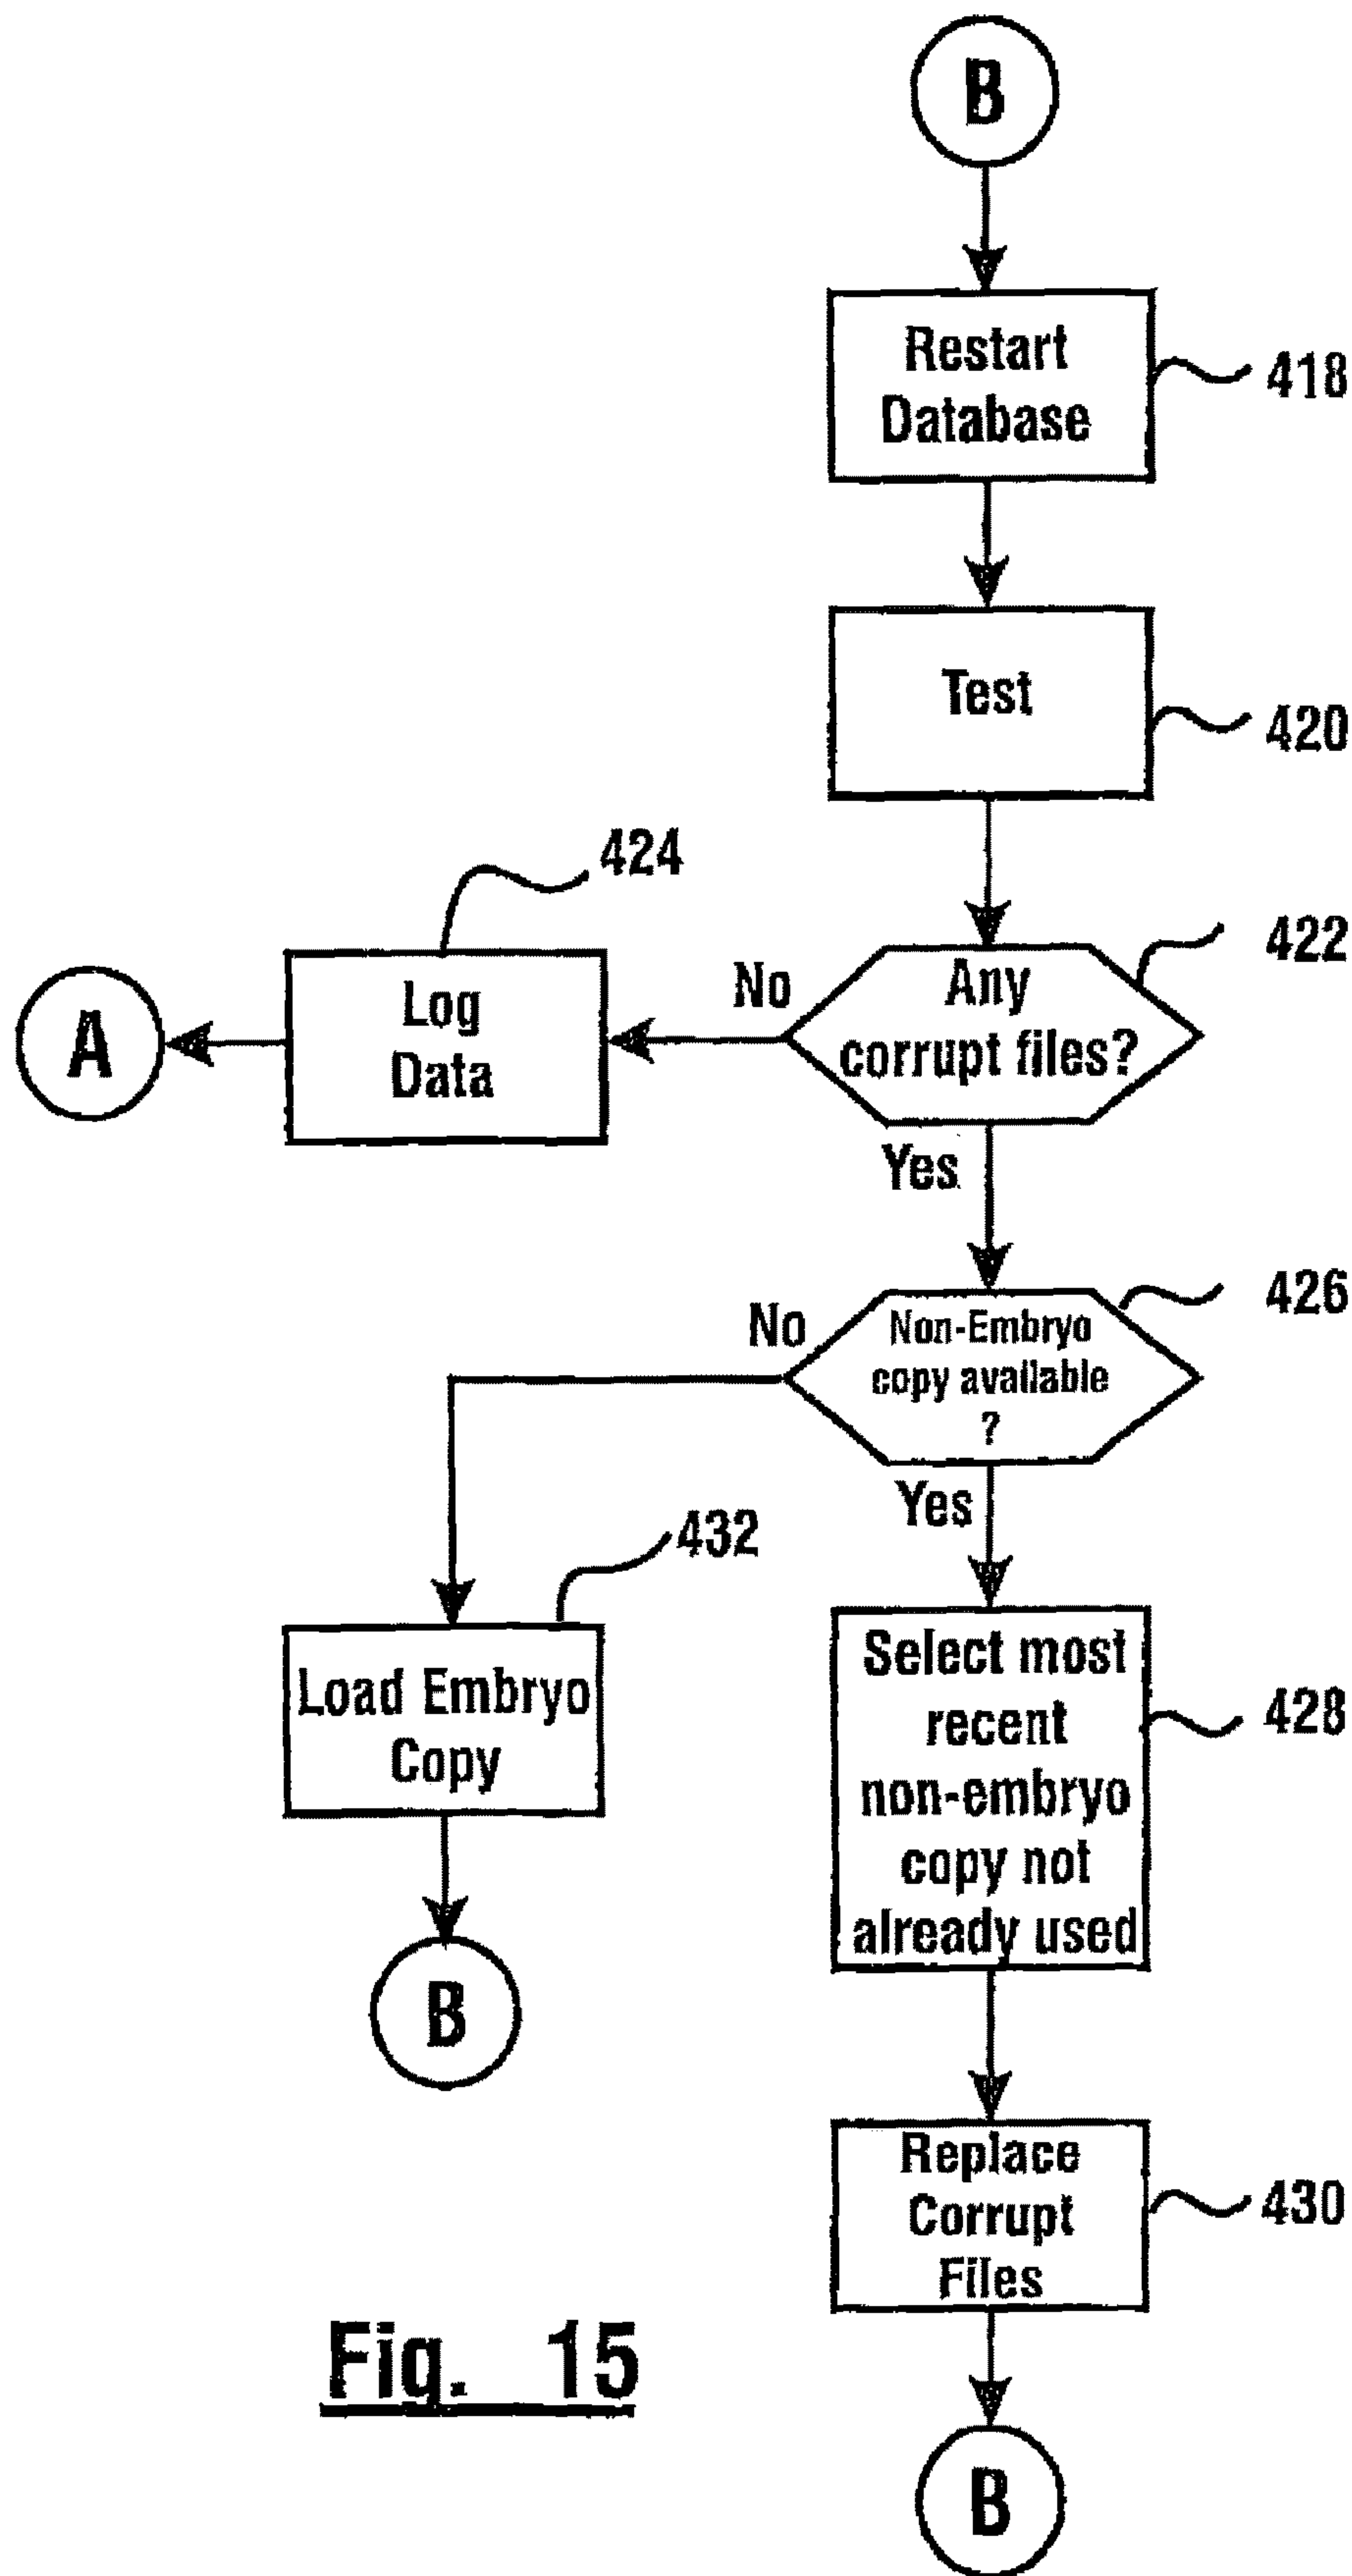 B
Restart
Database
418
Test
420
424
422
Any
corrupt files?
No
Log
Data
A
Yes
426
No
Non-Embryo
copy available
?
Yes
432
Load Embryo
Copy
B
Select most
recent
non-embryo
copy not
already used
428
Replace
Corrupt
Files
430
Fig. 15
B